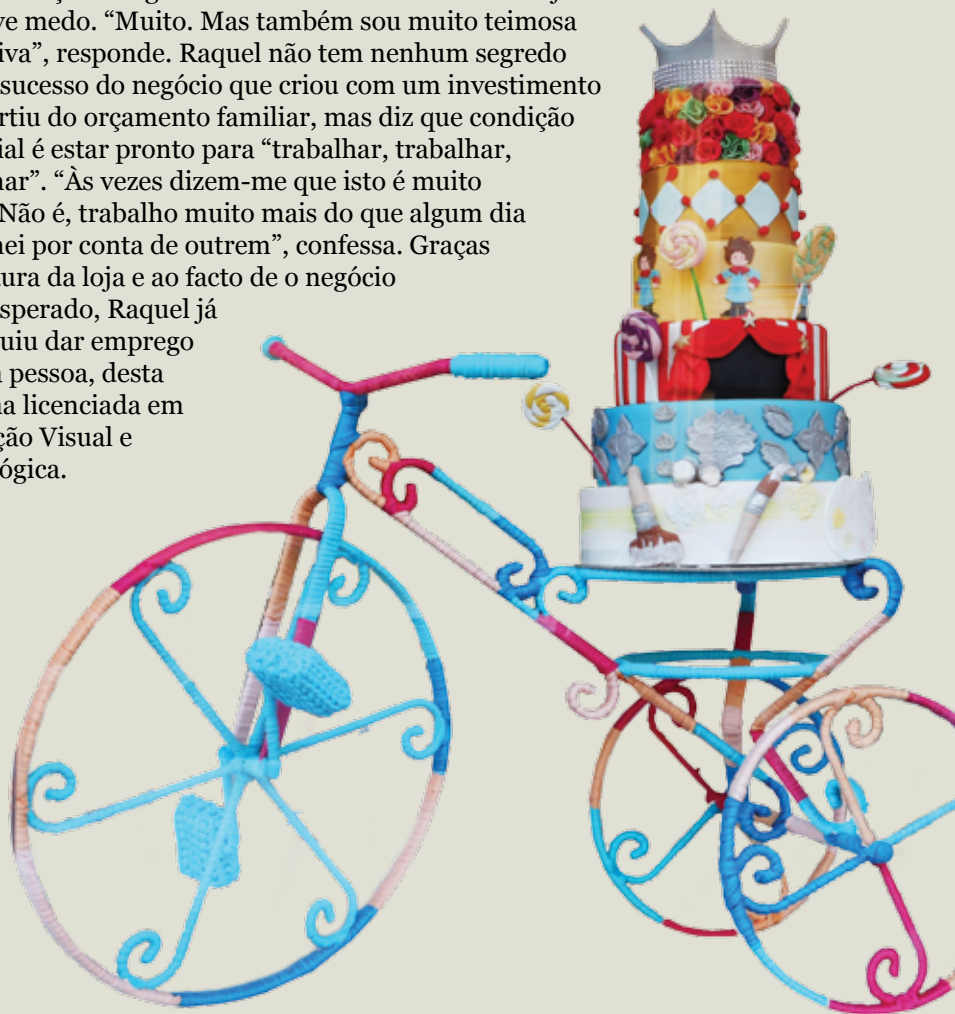 ve medo. “Muito. Mas também sou muito teimosa
iva”, responde. Raquel não tem nenhum segredo
sucesso do negócio que criou com um investimento
rtiu do orçamento familiar, mas diz que condição
ial é estar pronto para “trabalhar, trabalhar,
har”. “Às vezes dizem-me que isto é muito
Não é, trabalho muito mais do que algum dia
hei por conta de outrem”, confessa. Graças
tura da loja e ao facto de o negócio
sperado, Raquel já
uiu dar emprego
pessoa, desta
na licenciada em
ção Visual e
ógica.